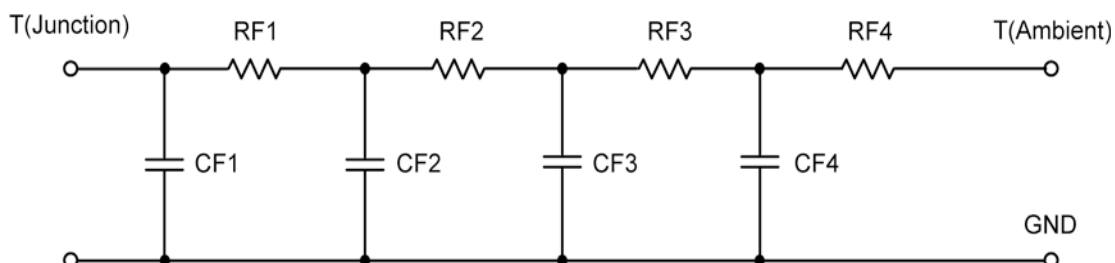 T(Junction) RF1 RF2 RF3 RF4 T(Ambient)
CF1 CF2 CF3 CF4
GND